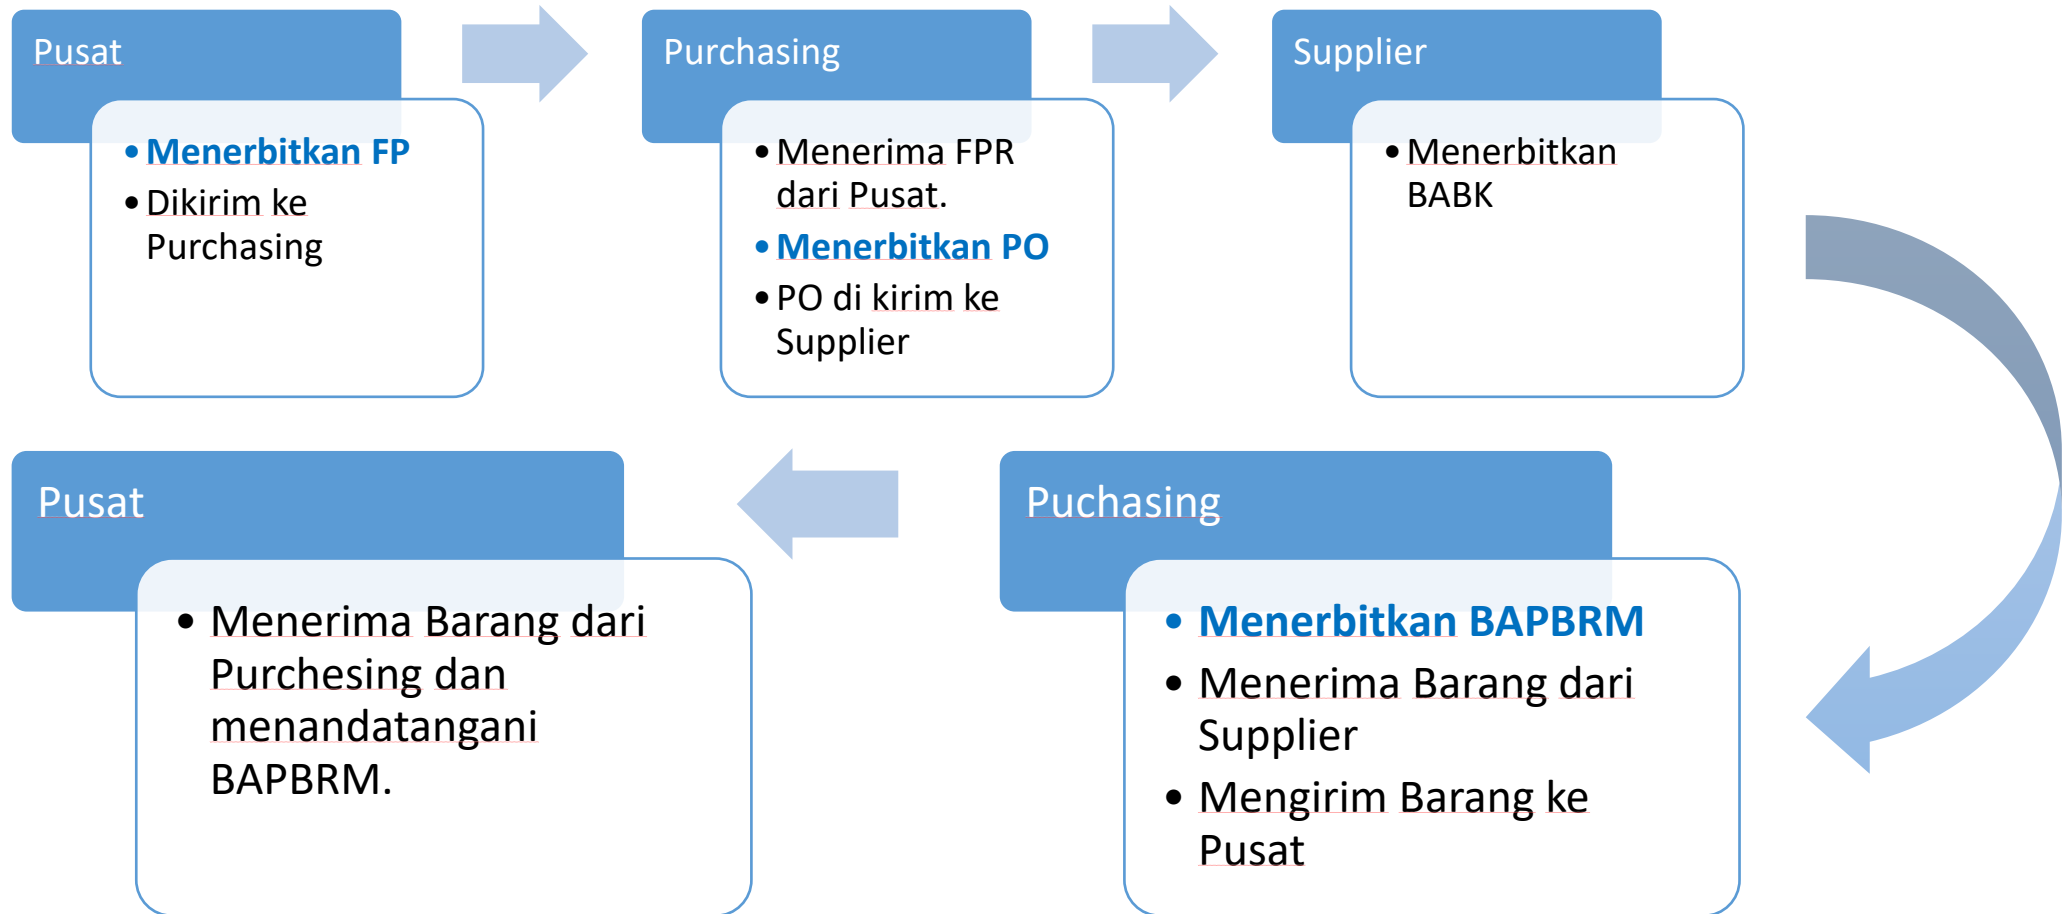 Pusat
• Menerbitkan FP
• Dikirim ke
Purchasing
Purchasing
• Menerima FPR
dari Pusat.
• Menerbitkan PO
• PO di kirim ke
Supplier
Supplier
• Menerbitkan
BABK
Puchasing
• Menerbitkan BAPBRM
• Menerima Barang dari
Supplier
• Mengirim Barang ke
Pusat
Pusat
• Menerima Barang dari
Purchesing dan
menandatangani
BAPBRM.